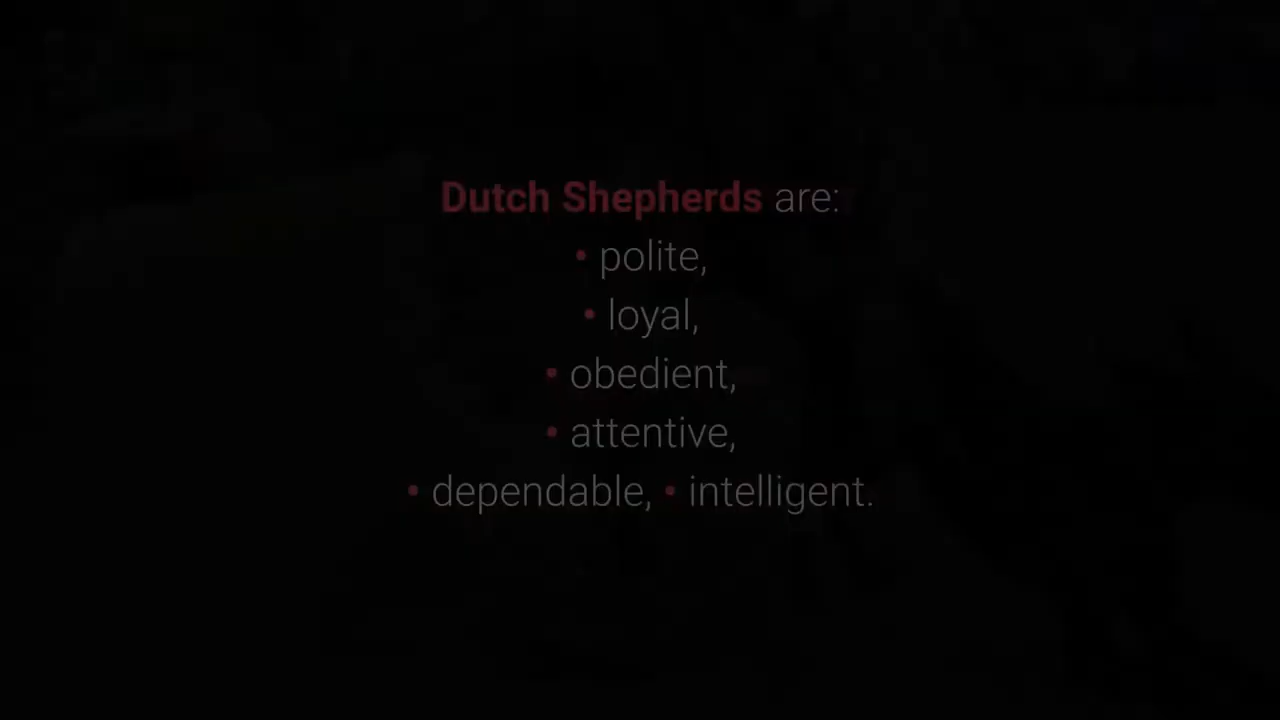 Dutch Shepherds are:
• polite,
• loyal,
• obedient,
• attentive,
• dependable, • intelligent.